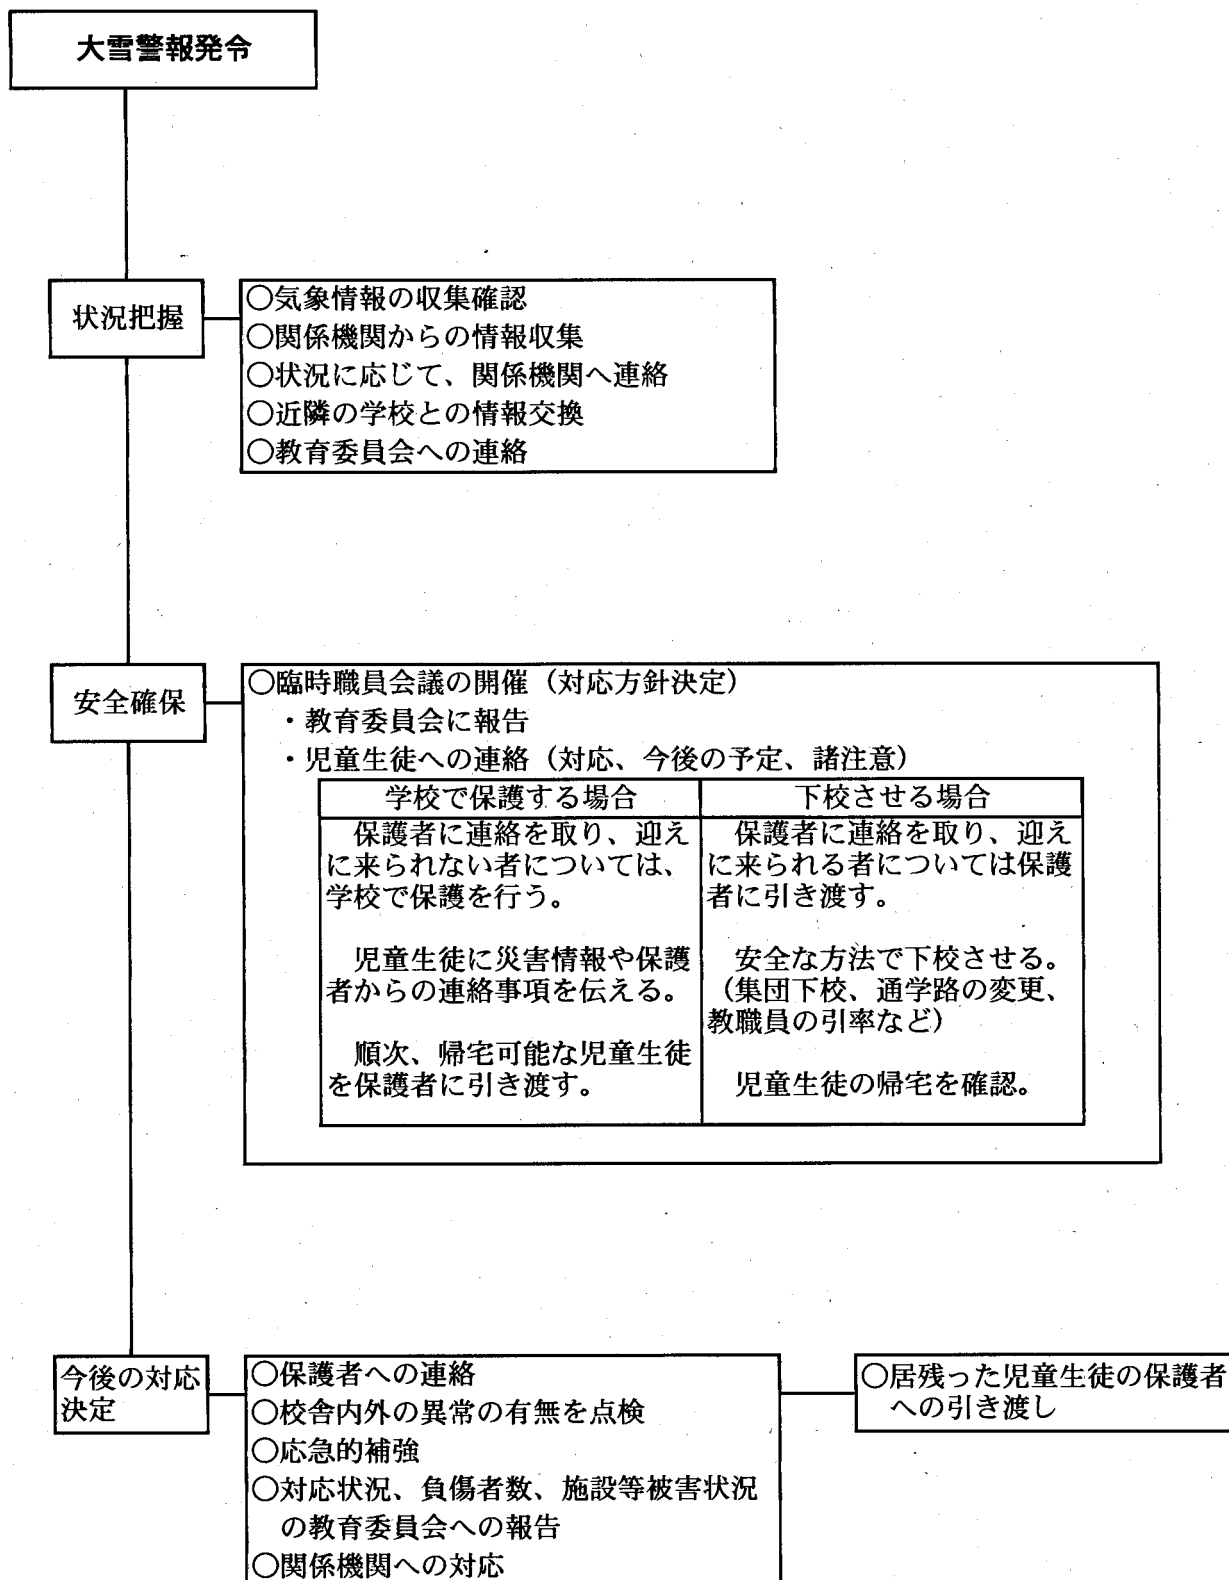 大雪警報発令
状況把握
○気象情報の収集確認
○関係機関からの情報収集
○状況に応じて、関係機関へ連絡
○近隣の学校との情報交換
○教育委員会への連絡
安全確保
○臨時職員会議の開催（対応方針決定）
・教育委員会に報告
・児童生徒への連絡（対応、今後の予定、諸注意）
学校で保護する場合
保護者に連絡を取り、迎え
に来られない者については、
学校で保護を行う。
児童生徒に災害情報や保護
者からの連絡事項を伝える。
順次、帰宅可能な児童生徒
を保護者に引き渡す。
下校させる場合
保護者に連絡を取り、迎え
に来られる者については保護
者に引き渡す。
安全な方法で下校させる。
（集団下校、通学路の変更、
教職員の引率など）
児童生徒の帰宅を確認。
今後の対応
決定
○保護者への連絡
○校舎内外の異常の有無を点検
○応急的補強
○対応状況、負傷者数、施設等被害状況
の教育委員会への報告
○関係機関への対応
○居残った児童生徒の保護者
への引き渡し